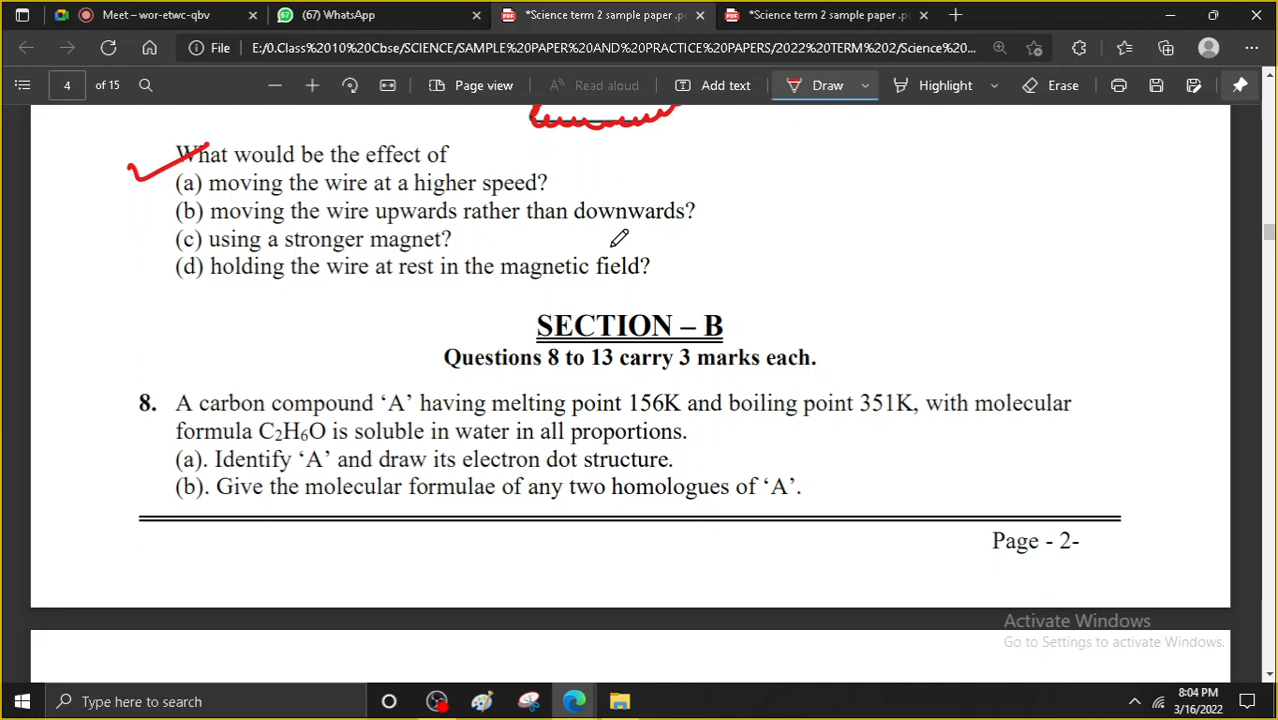 Meet – wor-etwc-qbv
(67) WhatsApp
*Science term 2 sample paper .pd
*Science term 2 sample paper .pd
File
E:/0.Class%2010%20Cbse/SCIENCE/SAMPLE%20PAPER%20AND%20PRACTICE%20PAPERS/2022%20TERM%202/Science%20...
4 of 15
Page view
Read aloud
Add text
Draw
Highlight
Erase
What would be the effect of
(a) moving the wire at a higher speed?
(b) moving the wire upwards rather than downwards?
(c) using a stronger magnet?
(d) holding the wire at rest in the magnetic field?
SECTION – B
Questions 8 to 13 carry 3 marks each.
8. A carbon compound ‘A’ having melting point 156K and boiling point 351K, with molecular
formula C₂H₆O is soluble in water in all proportions.
(a). Identify ‘A’ and draw its electron dot structure.
(b). Give the molecular formulae of any two homologues of ‘A’.
Page - 2-
Activate Windows
Go to Settings to activate Windows.
Type here to search
8:04 PM
3/16/2022